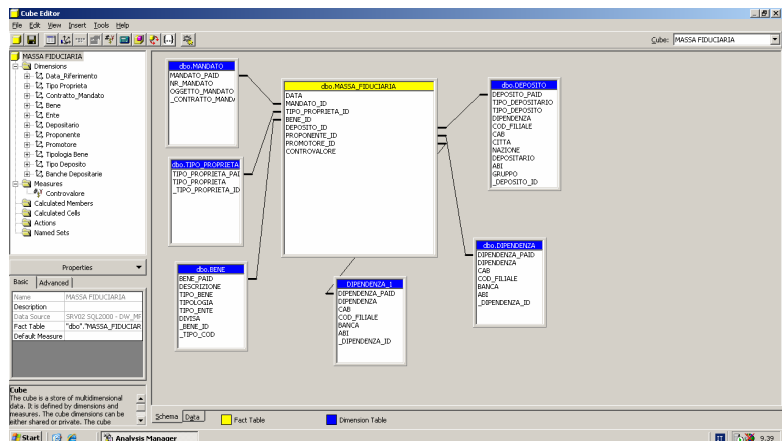 Cube Editor
File Edit View Insert Tools Help
Cube: MASSA FIDUCIARIA
MASSA FIDUCIARIA
Dimensions
Data_Riferimento
Tipo Proprieta
Contratto_Mandato
Bene
Ente
Depositario
Proponente
Promotore
Tipologia Bene
Tipo Deposito
Banche Depositarie
Measures
Controvalore
Calculated Members
Calculated Cells
Actions
Named Sets
Properties
Basic Advanced
Name MASSA FIDUCIARIA
Description
Data Source SRV02 SQL2000 - DW_MF
Fact Table "dbo"."MASSA_FIDUCIAR
Default Measure
Cube
The cube is a store of multidimensional
data. It is defined by dimensions and
measures. The cube dimensions can be
either shared or private. The cube
dbo.MANDATO
MANDATO_PAID
NR_MANDATO
OGGETTO_MANDATO
_CONTRATTO_MAND
dbo.TIPO_PROPRIETA
TIPO_PROPRIETA_PAI
TIPO_PROPRIETA
_TIPO_PROPRIETA_ID
dbo.BENE
BENE_PAID
DESCRIZIONE
TIPO_BENE
TIPOLOGIA
TIPO_ENTE
DIVISA
_BENE_ID
_TIPO_COD
dbo.MASSA_FIDUCIARIA
DATA
MANDATO_ID
TIPO_PROPRIETA_ID
BENE_ID
DEPOSITO_ID
PROPONENTE_ID
PROMOTORE_ID
CONTROVALORE
DIPENDENZA_1
DIPENDENZA_PAID
DIPENDENZA
CAB
COD_FILIALE
BANCA
ABI
_DIPENDENZA_ID
dbo.DEPOSITO
DEPOSITO_PAID
TIPO_DEPOSITARIO
TIPO_DEPOSITO
DIPENDENZA
COD_FILIALE
CAB
CITTA
NAZIONE
DEPOSITARIO
ABI
GRUPPO
_DEPOSITO_ID
dbo.DIPENDENZA
DIPENDENZA_PAID
DIPENDENZA
CAB
COD_FILIALE
BANCA
ABI
_DIPENDENZA_ID
Schema Data Fact Table Dimension Table
Start Analysis Manager 9.39